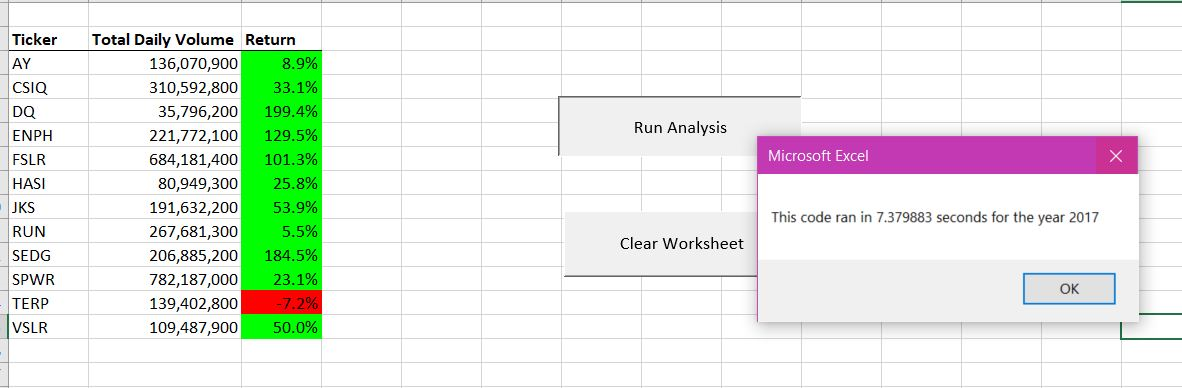 Ticker Total Daily Volume Return
AY 136,070,900 8.9%
CSIQ 310,592,800 33.1%
DQ 35,796,200 199.4%
ENPH 221,772,100 129.5%
FSLR 684,181,400 101.3%
HASI 80,949,300 25.8%
JKS 191,632,200 53.9%
RUN 267,681,300 5.5%
SEDG 206,885,200 184.5%
SPWR 782,187,000 23.1%
TERP 139,402,800 -7.2%
VSLR 109,487,900 50.0%
Run Analysis
Clear Worksheet
Microsoft Excel
This code ran in 7.379883 seconds for the year 2017
OK